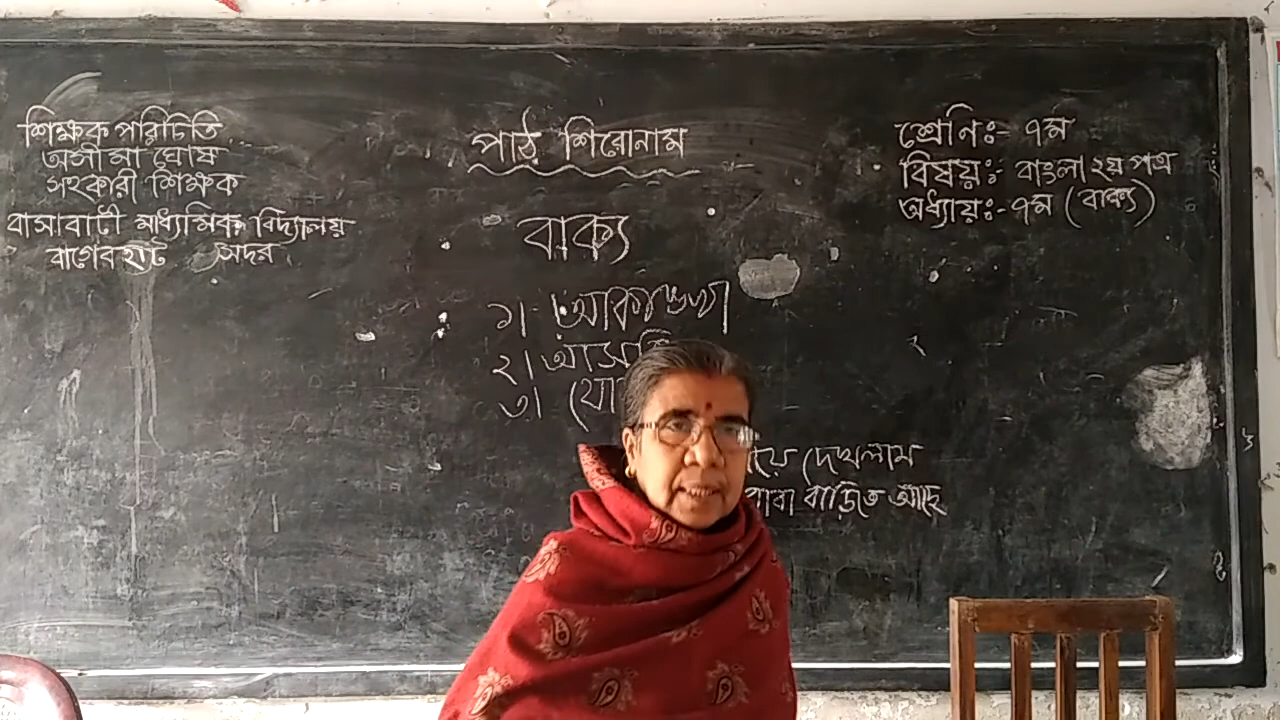 শিক্ষক পরিচিতি
অসীমা ঘোষ
সহকারী শিক্ষক
বাসাবাটী মাধ্যমিক বিদ্যালয়
বাগেরহাট সদর
পাঠ শিরোনাম
বাক্য
১। আকাঙ্খা
২।
৩।
দেখলাম
বাবা বাড়িতে আছে
শ্রেণিঃ- ৭ম
বিষয়ঃ- বাংলা ২য় পত্র
অধ্যায়ঃ- ৭ম (বাক্য)